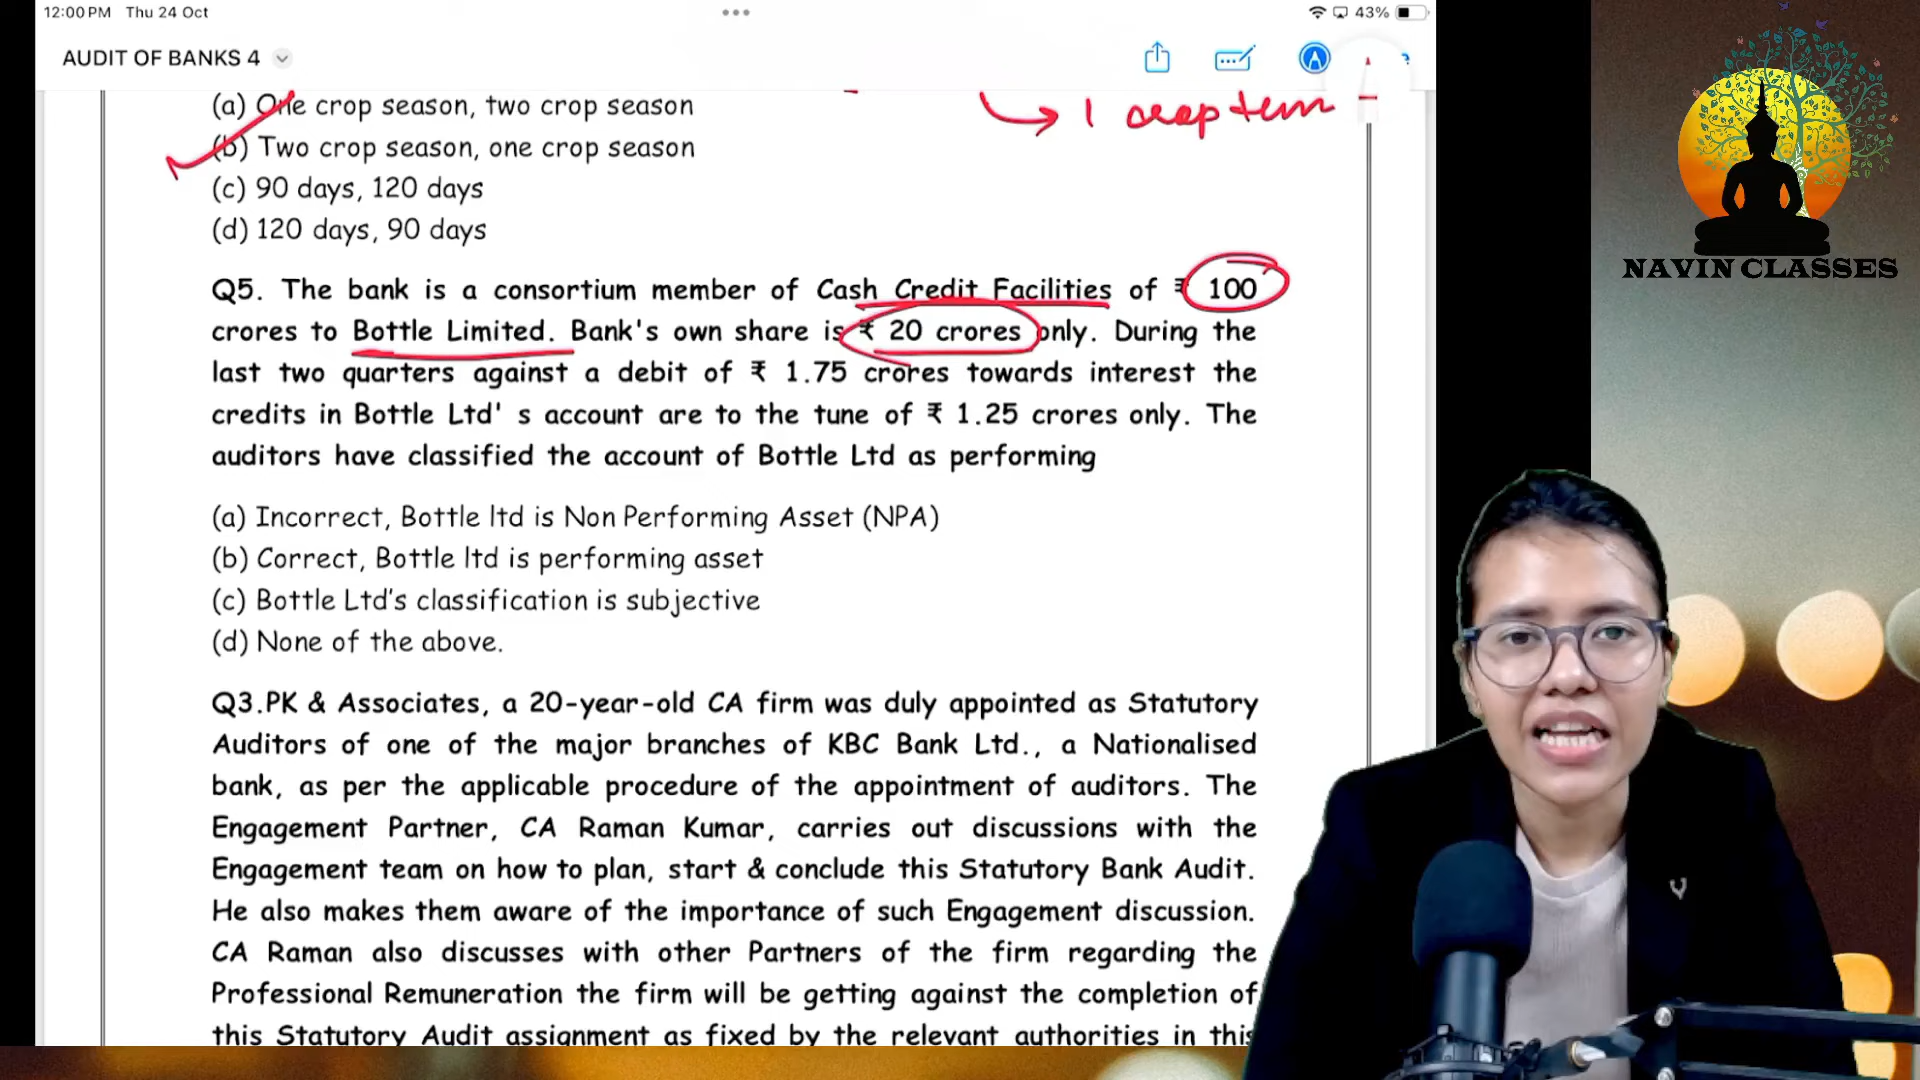 12:00 PM Thu 24 Oct
43%
AUDIT OF BANKS 4
(a) One crop season, two crop season
→ 1 crop term
(b) Two crop season, one crop season
(c) 90 days, 120 days
(d) 120 days, 90 days
Q5. The bank is a consortium member of Cash Credit Facilities of ₹ 100
crores to Bottle Limited. Bank's own share is ₹ 20 crores only. During the
last two quarters against a debit of ₹ 1.75 crores towards interest the
credits in Bottle Ltd' s account are to the tune of ₹ 1.25 crores only. The
auditors have classified the account of Bottle Ltd as performing
(a) Incorrect, Bottle ltd is Non Performing Asset (NPA)
(b) Correct, Bottle ltd is performing asset
(c) Bottle Ltd's classification is subjective
(d) None of the above.
Q3.PK & Associates, a 20-year-old CA firm was duly appointed as Statutory
Auditors of one of the major branches of KBC Bank Ltd., a Nationalised
bank, as per the applicable procedure of the appointment of auditors. The
Engagement Partner, CA Raman Kumar, carries out discussions with the
Engagement team on how to plan, start & conclude this Statutory Bank Audit.
He also makes them aware of the importance of such Engagement discussion.
CA Raman also discusses with other Partners of the firm regarding the
Professional Remuneration the firm will be getting against the completion of
this Statutory Audit assignment as fixed by the relevant authorities in this
NAVIN CLASSES